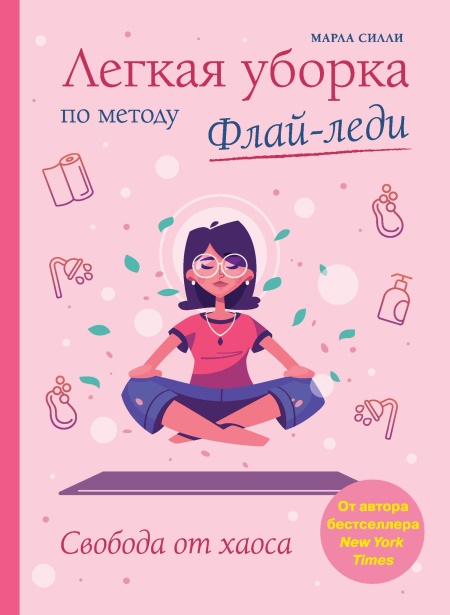 МАРЛА СИЛЛИ
Легкая уборка
по методу
Флай-леди
От автора
бестселлера
New York
Times
Свобода от хаоса